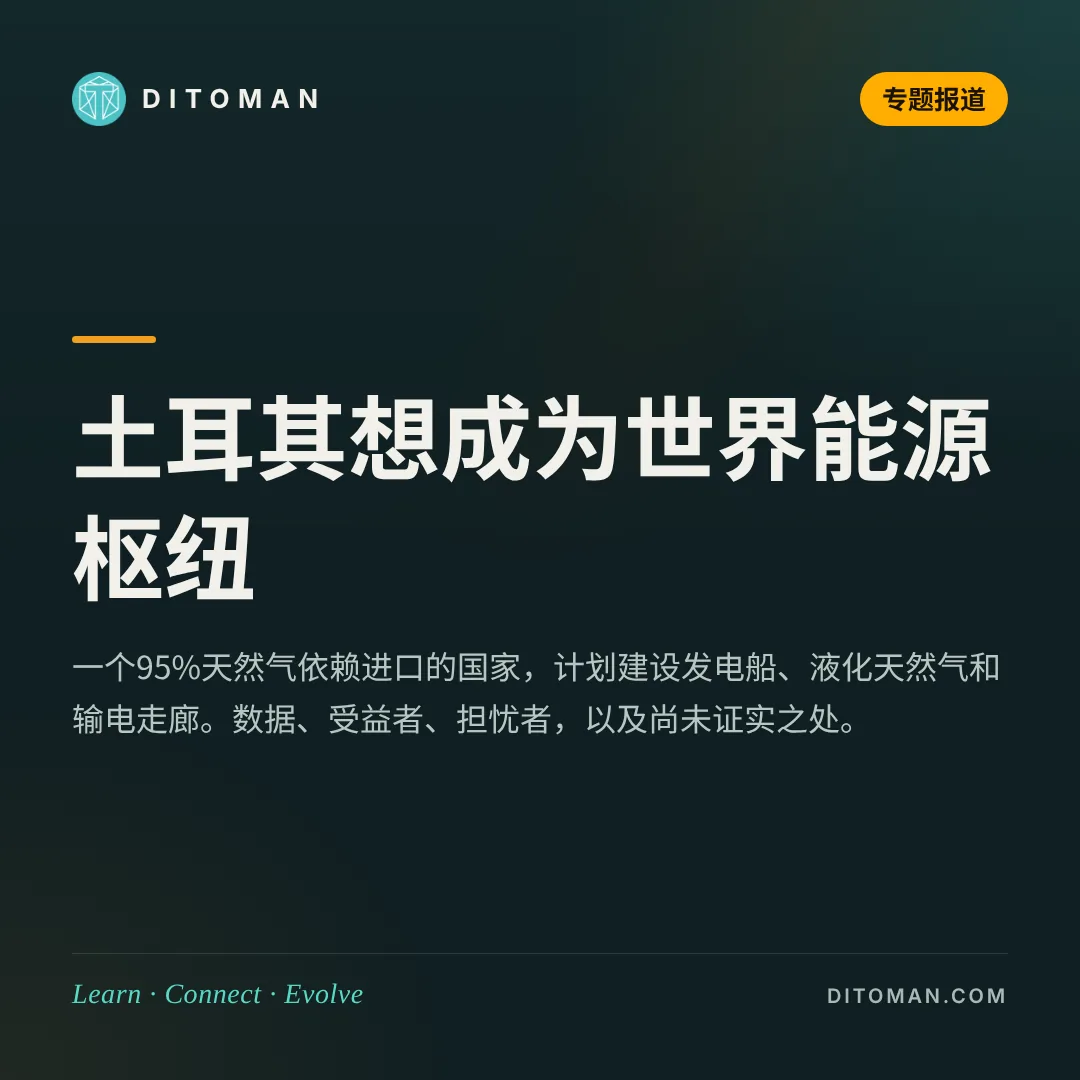 DITOMAN
专题报道
土耳其想成为世界能源
枢纽
一个95%天然气依赖进口的国家，计划建设发电船、液化天然气和
输电走廊。数据、受益者、担忧者，以及尚未证实之处。
Learn · Connect · Evolve
DITOMAN.COM